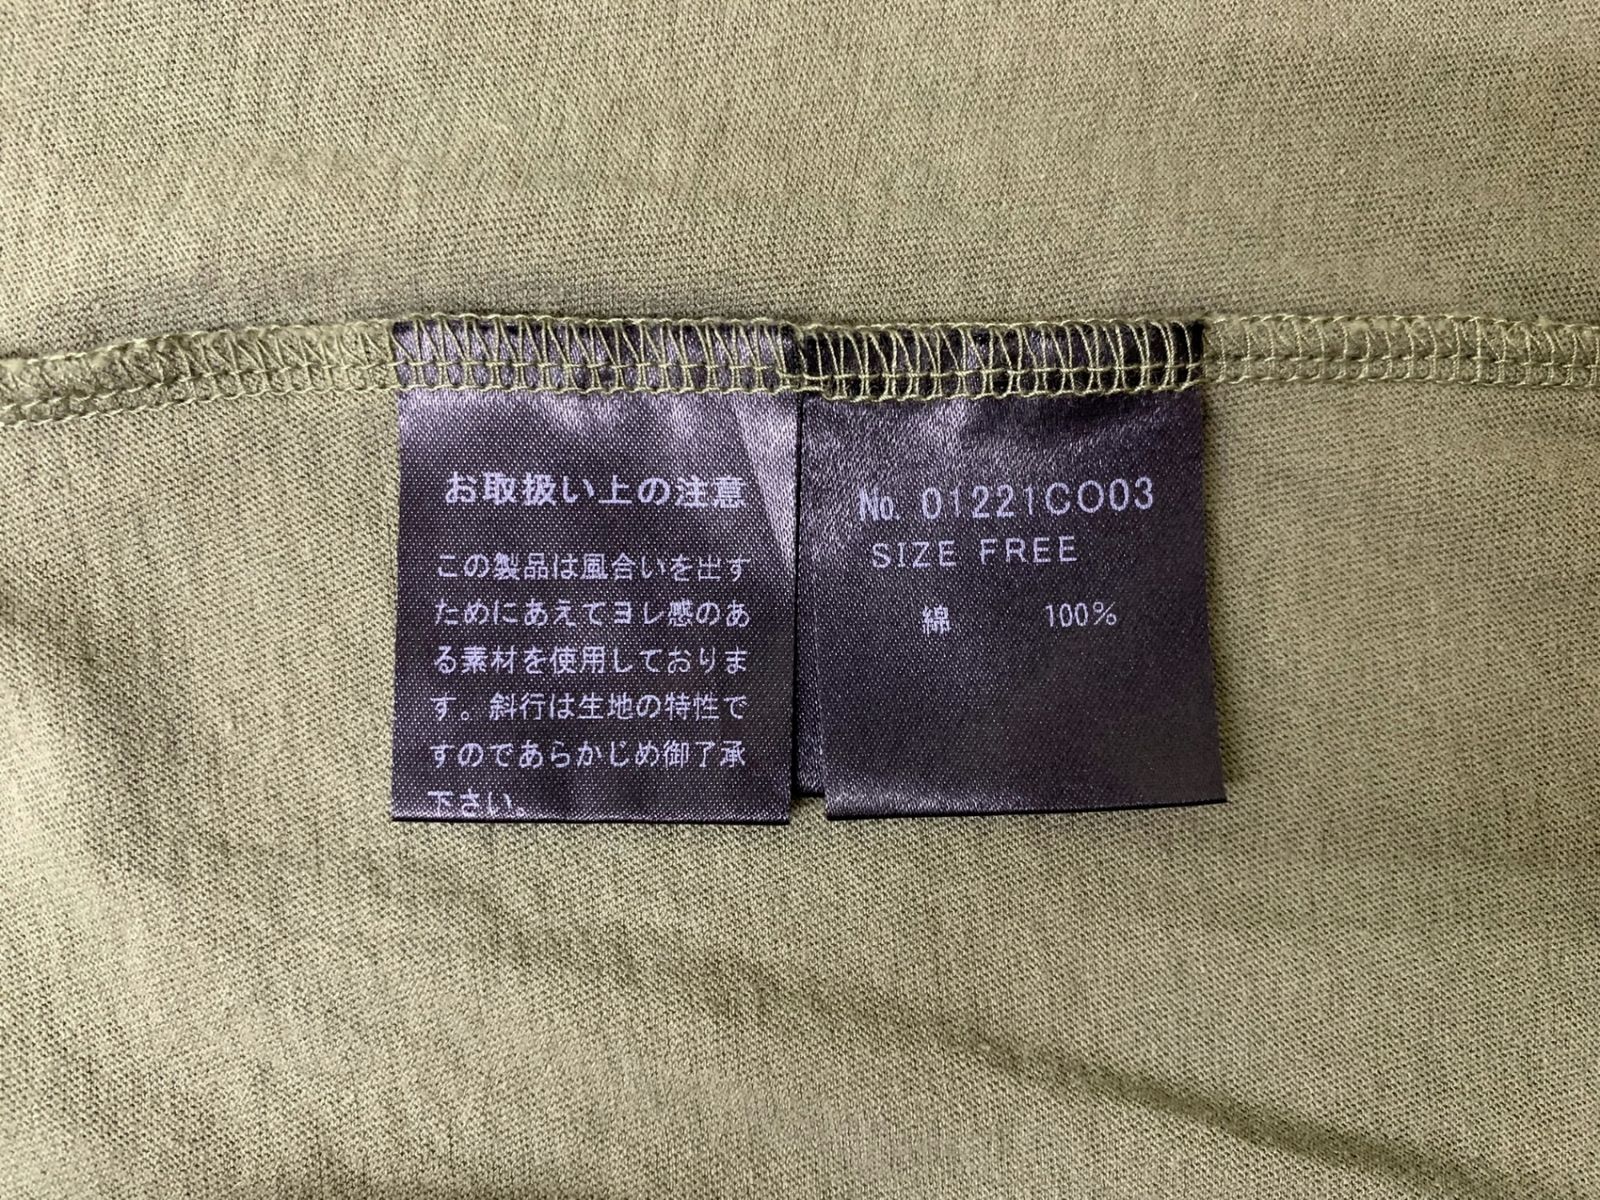 お取扱い上の注意
この製品は風合いを出す
ためにあえてヨレ感のあ
る素材を使用しておりま
す。斜行は生地の特性で
すのであらかじめ御了承
下さい。
№ 01221CO03
SIZE FREE
綿 100%